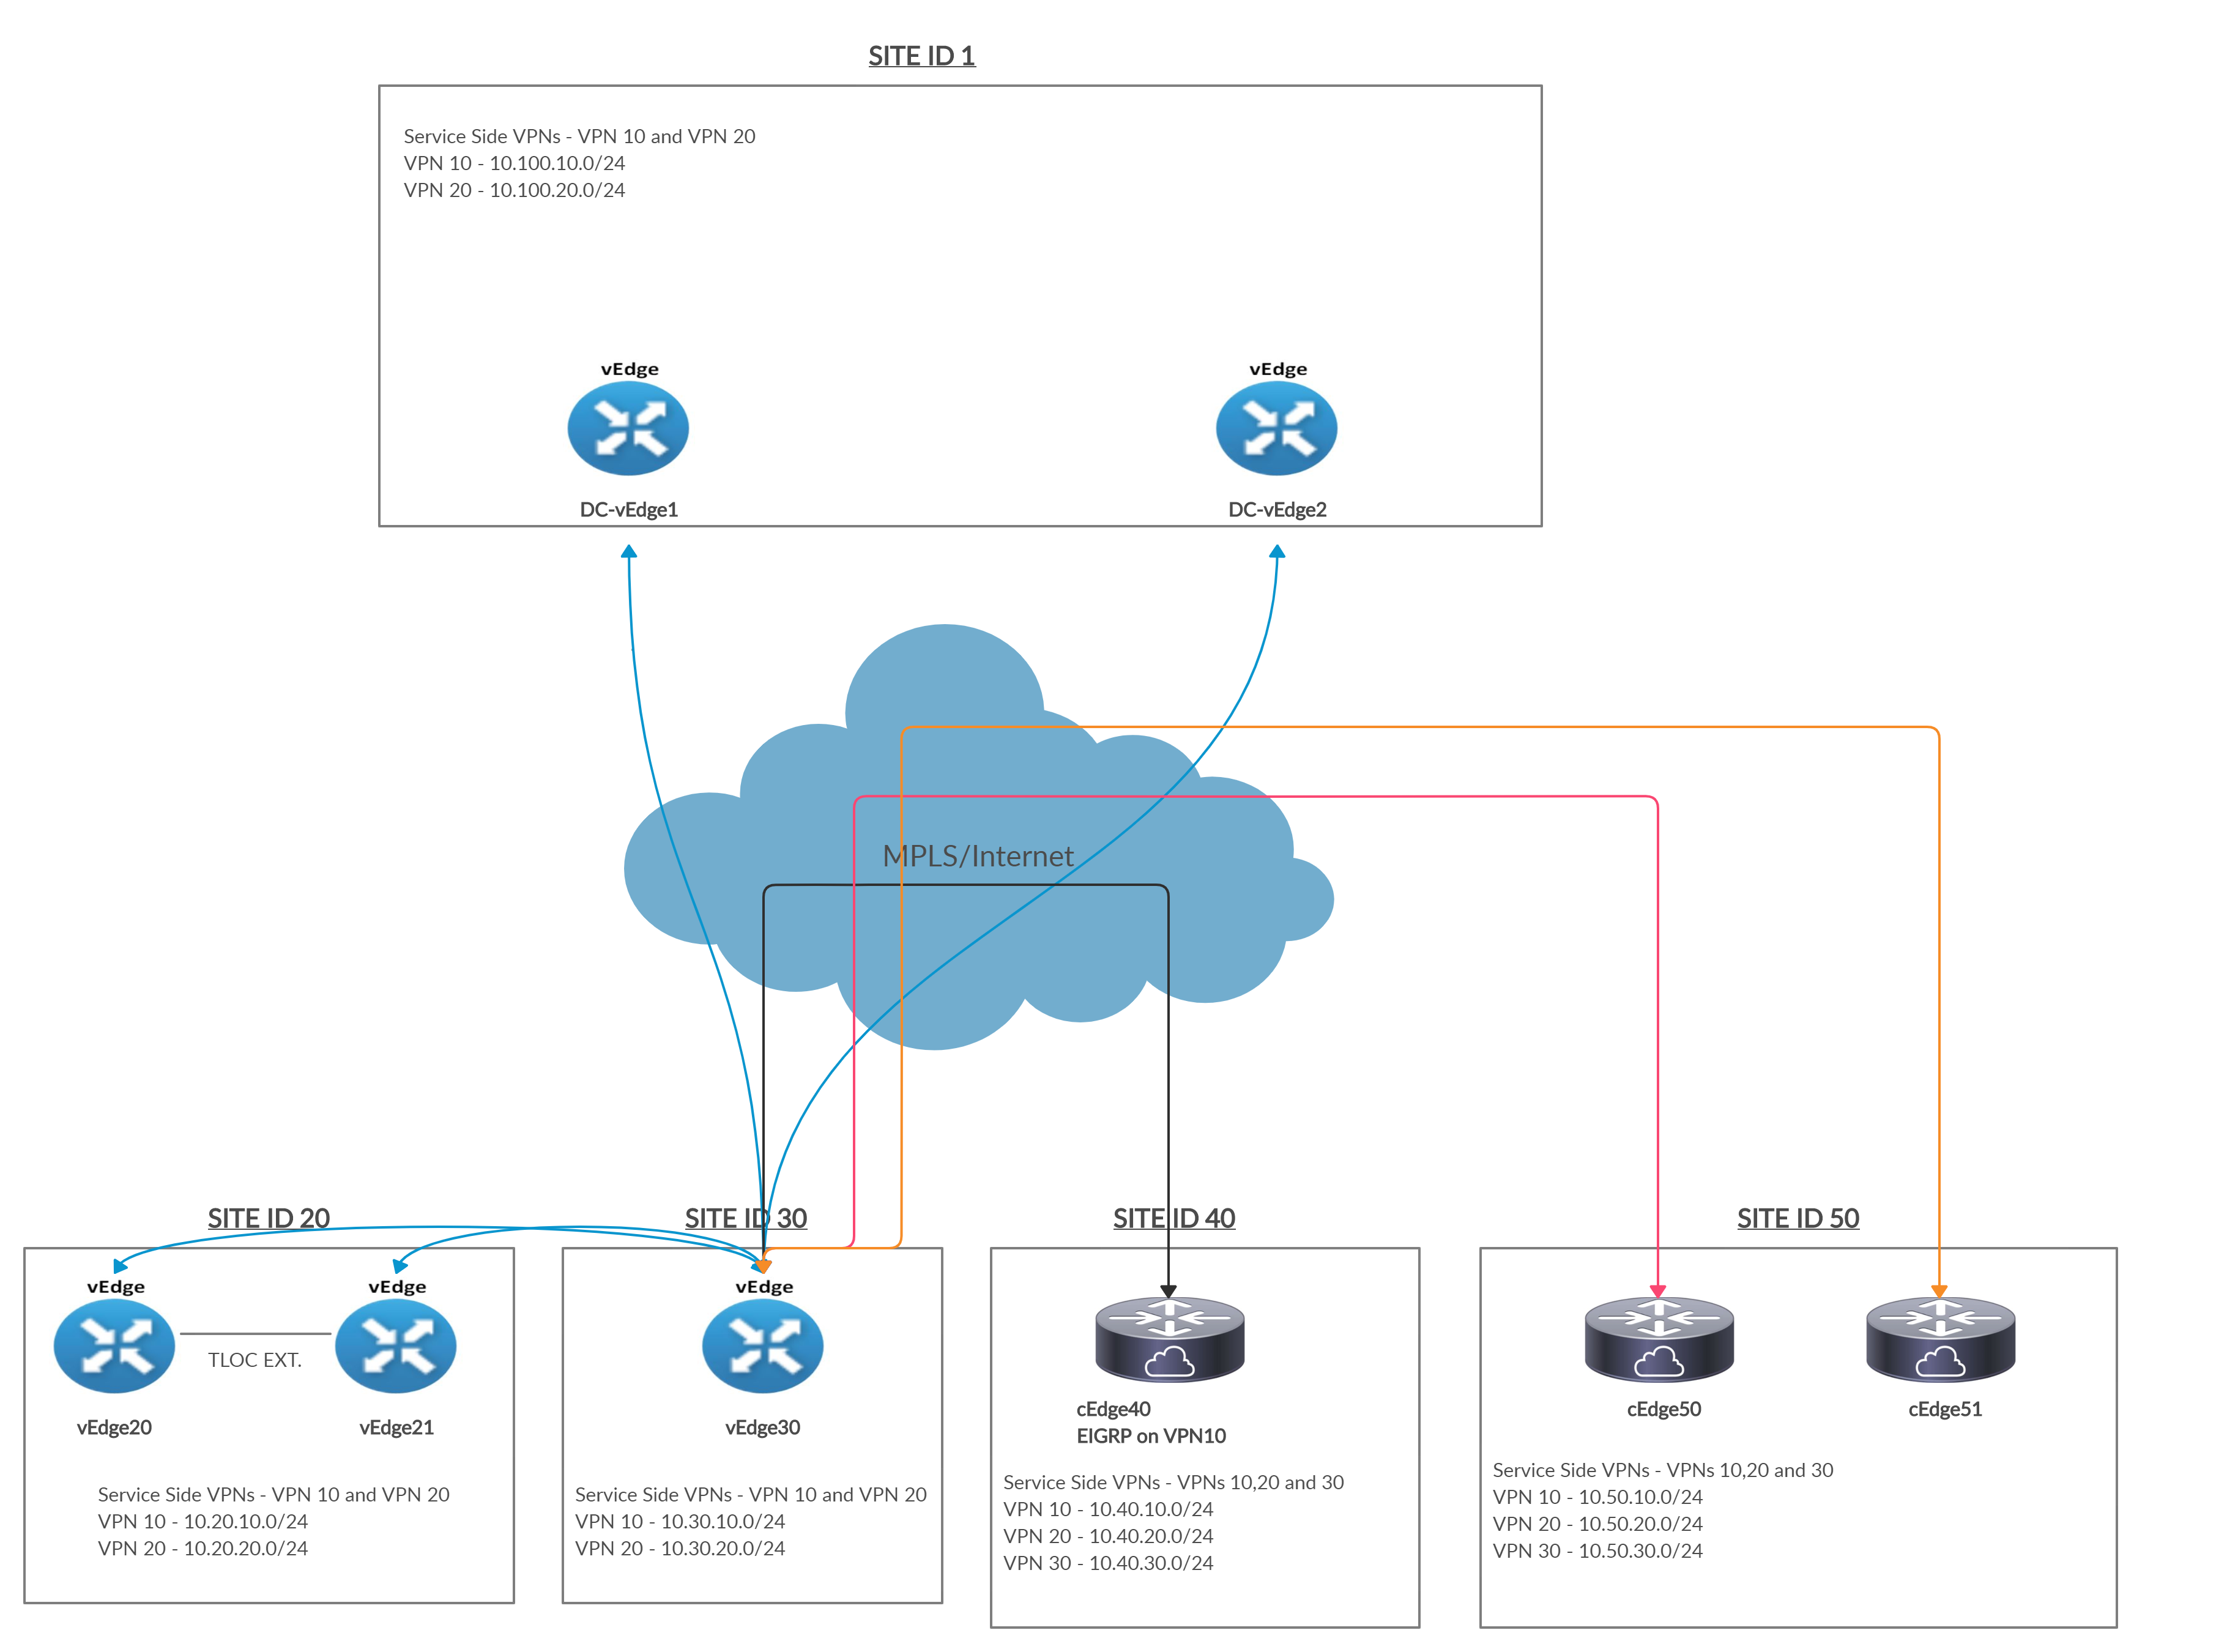 SITE ID 1
Service Side VPNs - VPN 10 and VPN 20
VPN 10 - 10.100.10.0/24
VPN 20 - 10.100.20.0/24
vEdge
vEdge
DC-vEdge1
DC-vEdge2
MPLS/Internet
SITE ID 20
SITE ID 30
SITE ID 40
SITE ID 50
vEdge
vEdge
vEdge
TLOC EXT.
vEdge20
vEdge21
vEdge30
cEdge40
EIGRP on VPN10
cEdge50
cEdge51
Service Side VPNs - VPN 10 and VPN 20
VPN 10 - 10.20.10.0/24
VPN 20 - 10.20.20.0/24
Service Side VPNs - VPN 10 and VPN 20
VPN 10 - 10.30.10.0/24
VPN 20 - 10.30.20.0/24
Service Side VPNs - VPNs 10,20 and 30
VPN 10 - 10.40.10.0/24
VPN 20 - 10.40.20.0/24
VPN 30 - 10.40.30.0/24
Service Side VPNs - VPNs 10,20 and 30
VPN 10 - 10.50.10.0/24
VPN 20 - 10.50.20.0/24
VPN 30 - 10.50.30.0/24